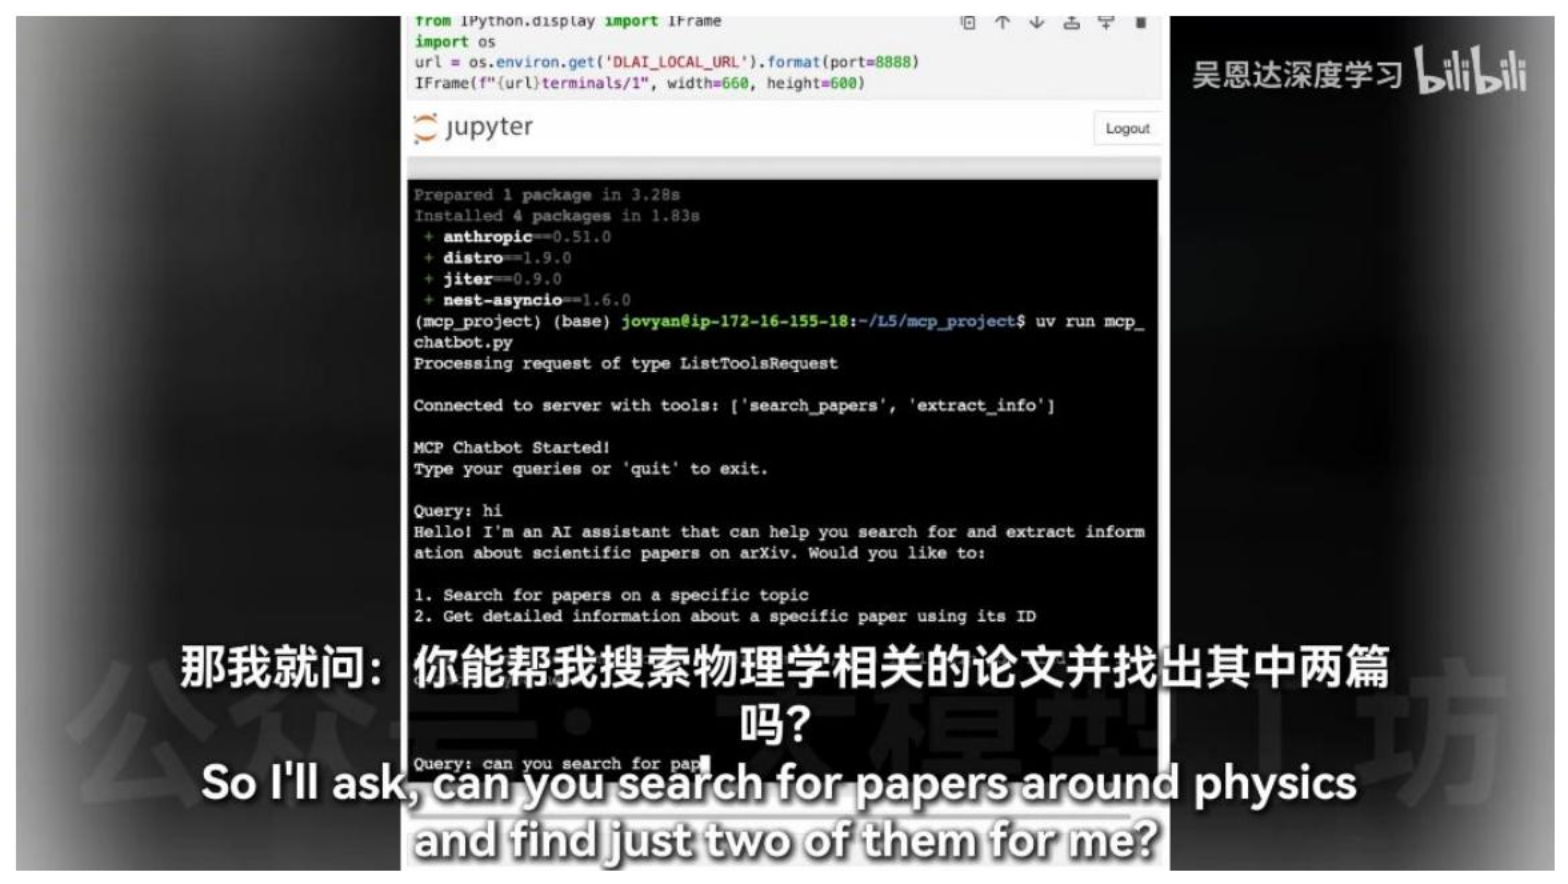 from IPython.display import IFrame
import os
url = os.environ.get('DLAI_LOCAL_URL').format(port=8888)
IFrame(f"{url}terminals/1", width=660, height=600)
吴恩达深度学习 bilibili
jupyter
Logout
Prepared 1 package in 3.28s
Installed 4 packages in 1.83s
+ anthropic==0.51.0
+ distro==1.9.0
+ jiter==0.9.0
+ nest-asyncio==1.6.0
(mcp_project) (base) jovyan@ip-172-16-155-18:~/L5/mcp_project$ uv run mcp_
chatbot.py
Processing request of type ListToolsRequest
Connected to server with tools: ['search_papers', 'extract_info']
MCP Chatbot Started!
Type your queries or 'quit' to exit.
Query: hi
Hello! I'm an AI assistant that can help you search for and extract inform
ation about scientific papers on arXiv. Would you like to:
1. Search for papers on a specific topic
2. Get detailed information about a specific paper using its ID
那我就问：你能帮我搜索物理学相关的论文并找出其中两篇
吗？
Query: can you search for pap
So I'll ask, can you search for papers around physics
and find just two of them for me?